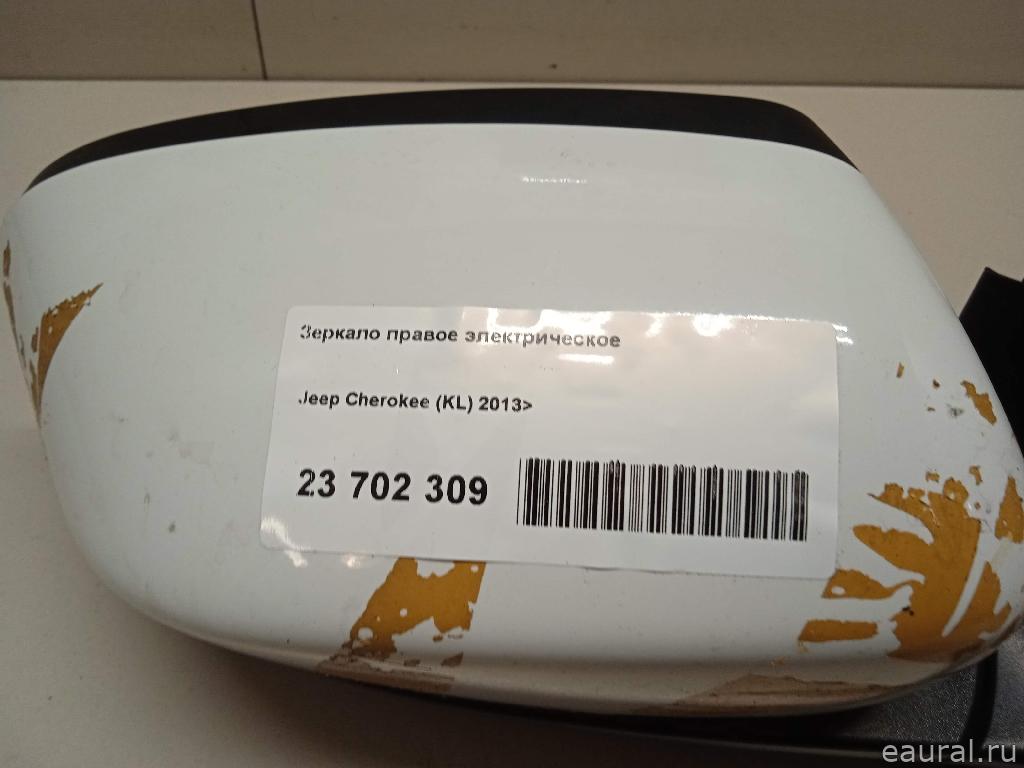 Зеркало правое электрическое
Jeep Cherokee (KL) 2013>
23 702 309
eaural.ru